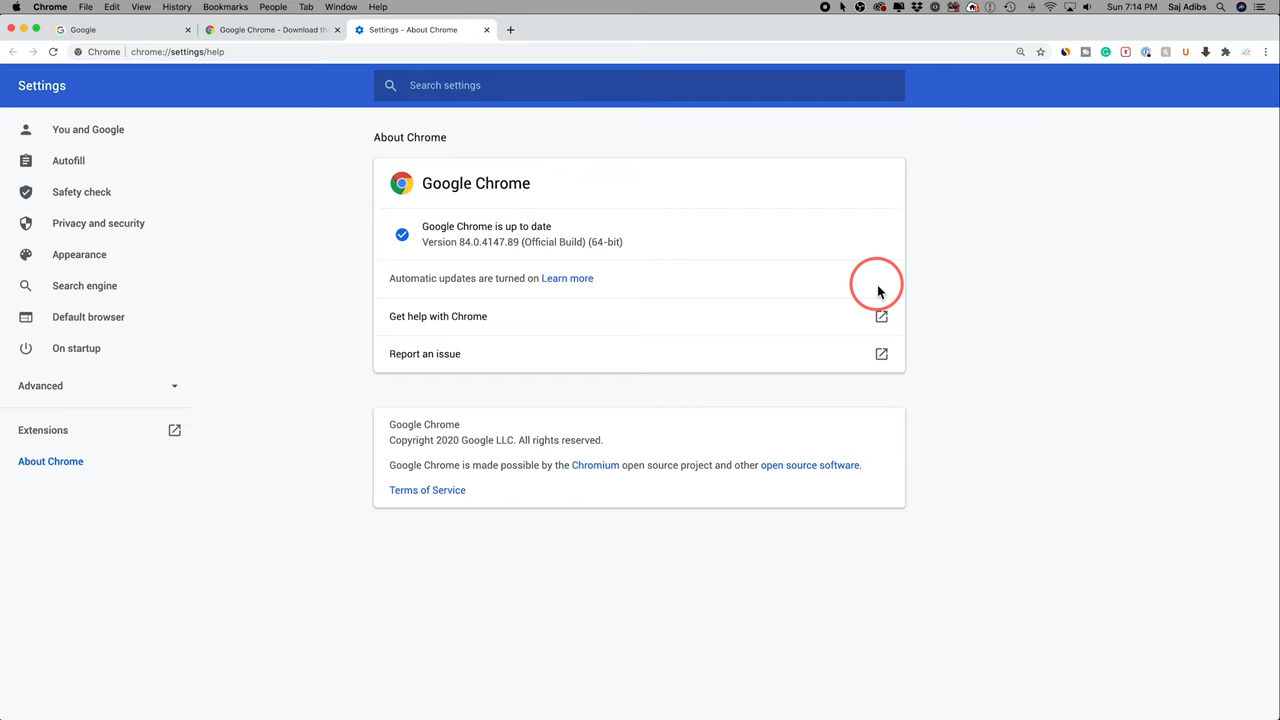 Chrome File Edit View History Bookmarks People Tab Window Help Sun 7:14 PM Saj Adibs
Google Google Chrome - Download th Settings - About Chrome
Chrome chrome://settings/help
Settings
Search settings
You and Google
Autofill
Safety check
Privacy and security
Appearance
Search engine
Default browser
On startup
Advanced
Extensions
About Chrome
About Chrome
Google Chrome
Google Chrome is up to date
Version 84.0.4147.89 (Official Build) (64-bit)
Automatic updates are turned on Learn more
Get help with Chrome
Report an issue
Google Chrome
Copyright 2020 Google LLC. All rights reserved.
Google Chrome is made possible by the Chromium open source project and other open source software.
Terms of Service